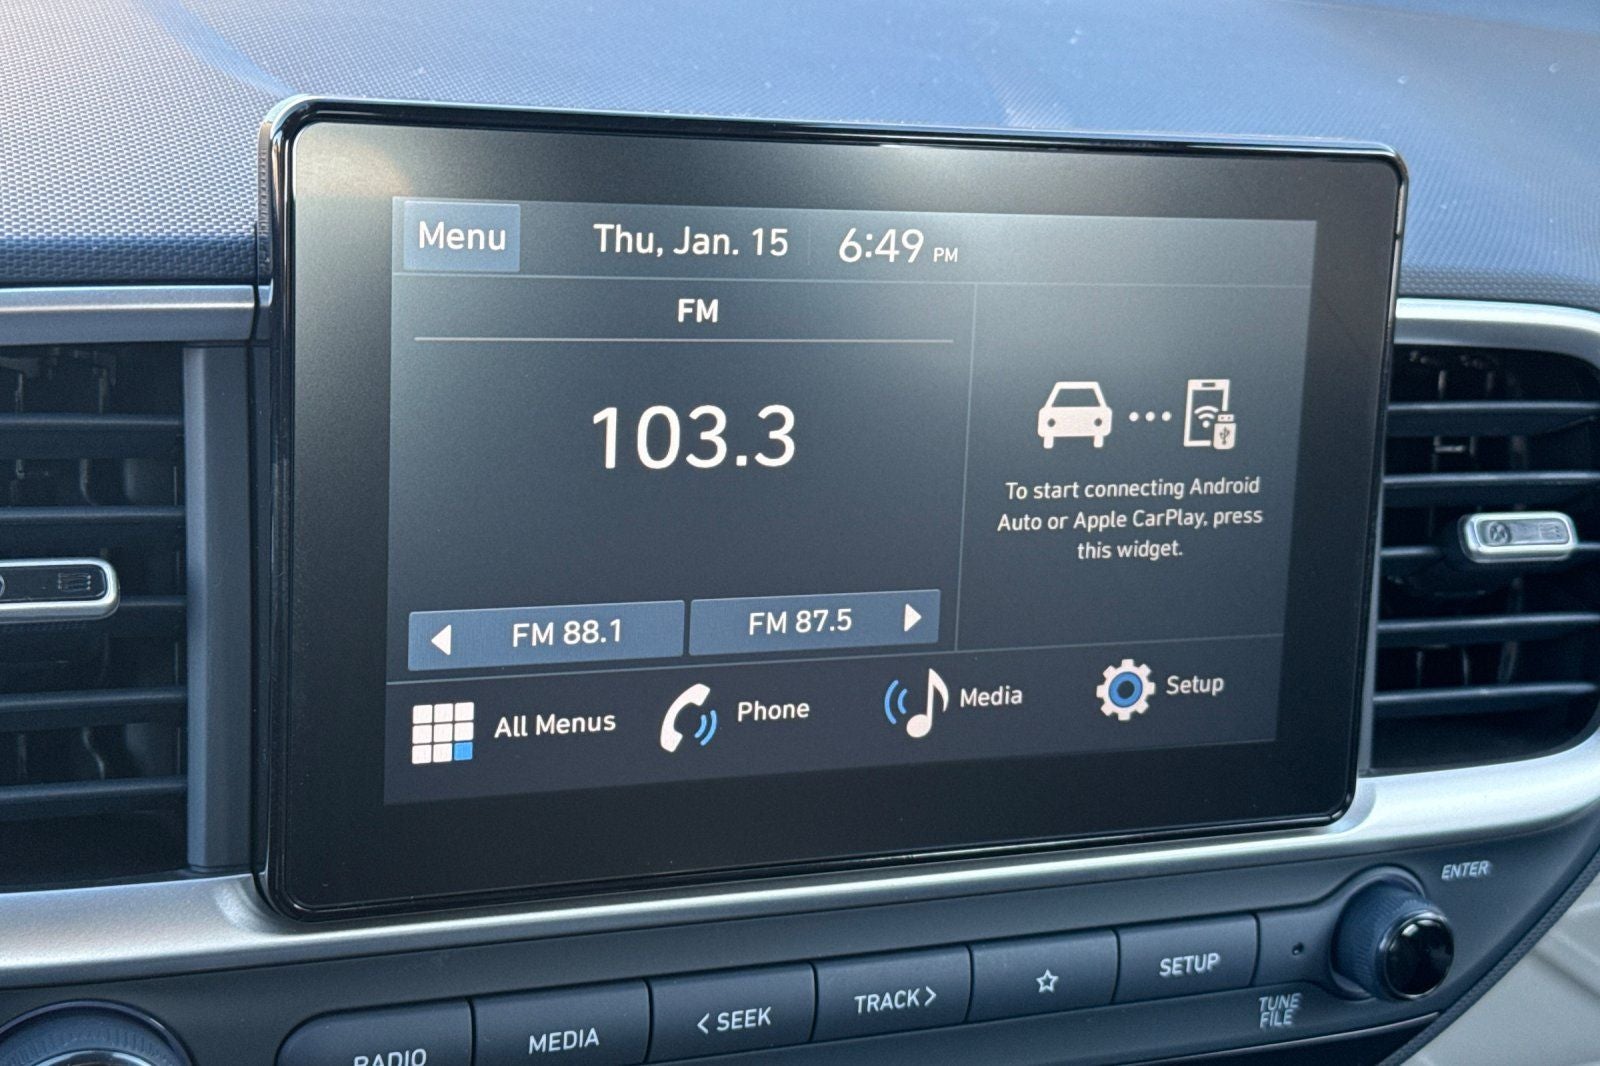 Menu Thu, Jan. 15 6:49 PM
FM
103.3
To start connecting Android
Auto or Apple CarPlay, press
this widget.
FM 88.1 FM 87.5
All Menus Phone Media Setup
ENTER
RADIO MEDIA < SEEK TRACK > SETUP
TUNE
FILE